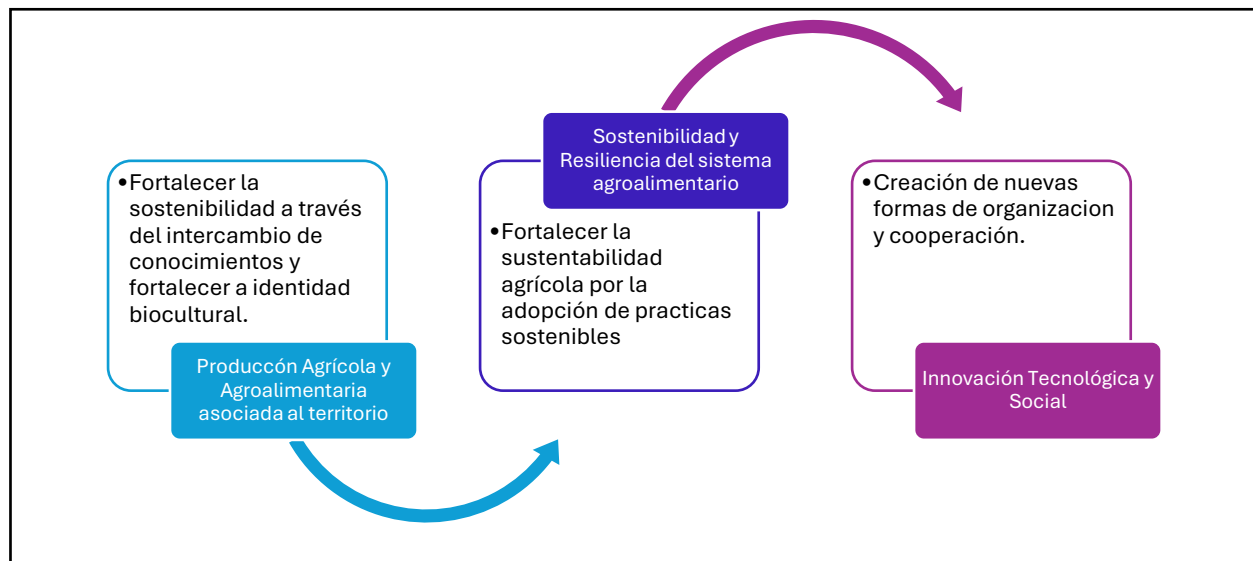 •Fortalecer la
sostenibilidad a través
del intercambio de
conocimientos y
fortalecer a identidad
biocultural.
Produccón Agrícola y
Agroalimentaria
asociada al territorio
Sostenibilidad y
Resiliencia del sistema
agroalimentario
•Fortalecer la
sustentabilidad
agrícola por la
adopción de practicas
sostenibles
•Creación de nuevas
formas de organizacion
y cooperación.
Innovación Tecnológica y
Social